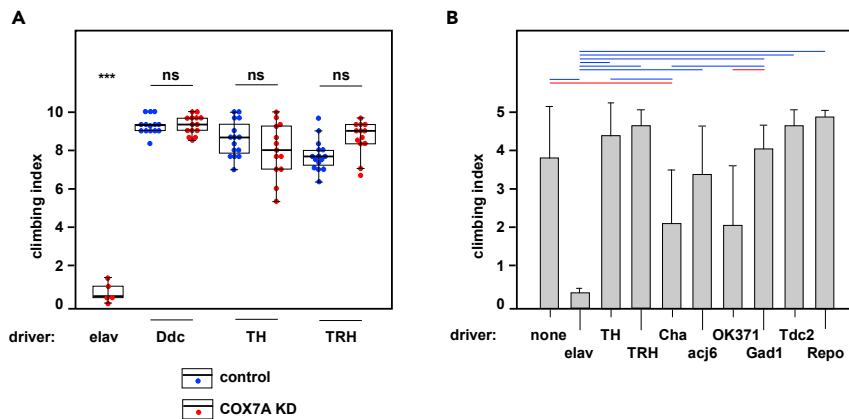 A
B
*** ns ns ns
climbing index
10
8
6
4
2
0
driver: elav Ddc TH TRH
control
COX7A KD
climbing index
5
4
3
2
1
0
driver: none TH Cha OK371 Tdc2
elav TRH acj6 Gad1 Repo